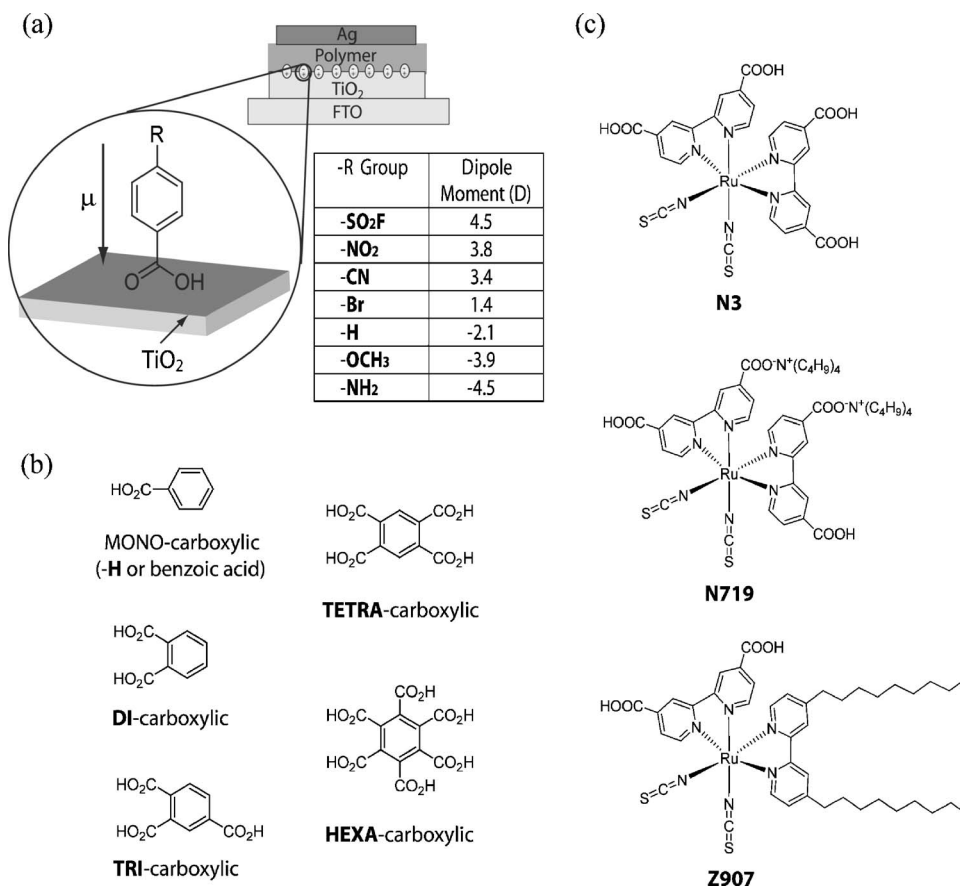 (a)
Ag
Polymer
TiO₂
FTO
R
μ
O
OH
TiO₂
-R Group Dipole Moment (D)
-SO₂F 4.5
-NO₂ 3.8
-CN 3.4
-Br 1.4
-H -2.1
-OCH₃ -3.9
-NH₂ -4.5
(b)
HO₂C
MONO-carboxylic
(-H or benzoic acid)
HO₂C
HO₂C
DI-carboxylic
HO₂C
HO₂C
CO₂H
TRI-carboxylic
HO₂C CO₂H
HO₂C CO₂H
TETRA-carboxylic
CO₂H
HO₂C CO₂H
HO₂C CO₂H
CO₂H
HEXA-carboxylic
(c)
COOH
HOOC N COOH
N N
Ru
S=C=N N
N COOH
C
S
N3
COO⁻N⁺(C₄H₉)₄
COO⁻N⁺(C₄H₉)₄
HOOC N
N N
Ru
S=C=N N
N COOH
C
S
N719
COOH
HOOC N
N N
Ru
S=C=N N
N
C
S
Z907